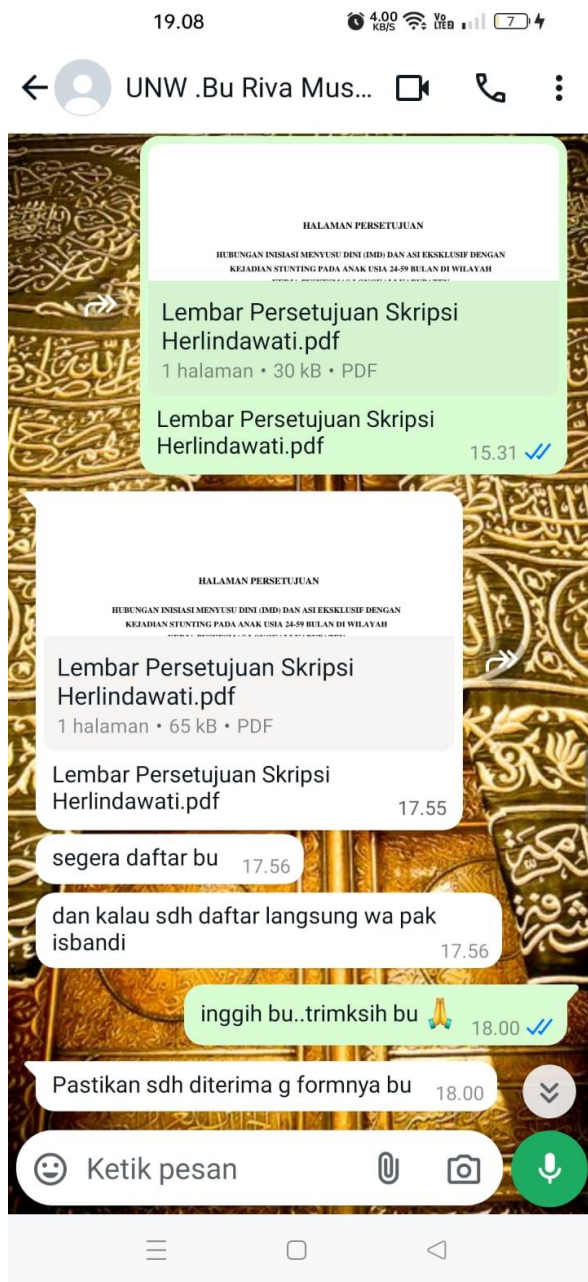 19.08
4.00
KB/S
Vo
LTE
7
UNW .Bu Riva Mus...
HALAMAN PERSETUJUAN
HUBUNGAN INISIASI MENYUSU DINI (IMD) DAN ASI EKSKLUSIF DENGAN
KEJADIAN STUNTING PADA ANAK USIA 24-59 BULAN DI WILAYAH
Lembar Persetujuan Skripsi
Herlindawati.pdf
1 halaman • 30 kB • PDF
Lembar Persetujuan Skripsi
Herlindawati.pdf
15.31
HALAMAN PERSETUJUAN
HUBUNGAN INISIASI MENYUSU DINI (IMD) DAN ASI EKSKLUSIF DENGAN
KEJADIAN STUNTING PADA ANAK USIA 24-59 BULAN DI WILAYAH
Lembar Persetujuan Skripsi
Herlindawati.pdf
1 halaman • 65 kB • PDF
Lembar Persetujuan Skripsi
Herlindawati.pdf
17.55
segera daftar bu 17.56
dan kalau sdh daftar langsung wa pak
isbandi
17.56
inggih bu..trimksih bu 🙏 18.00
Pastikan sdh diterima g formnya bu 18.00
Ketik pesan